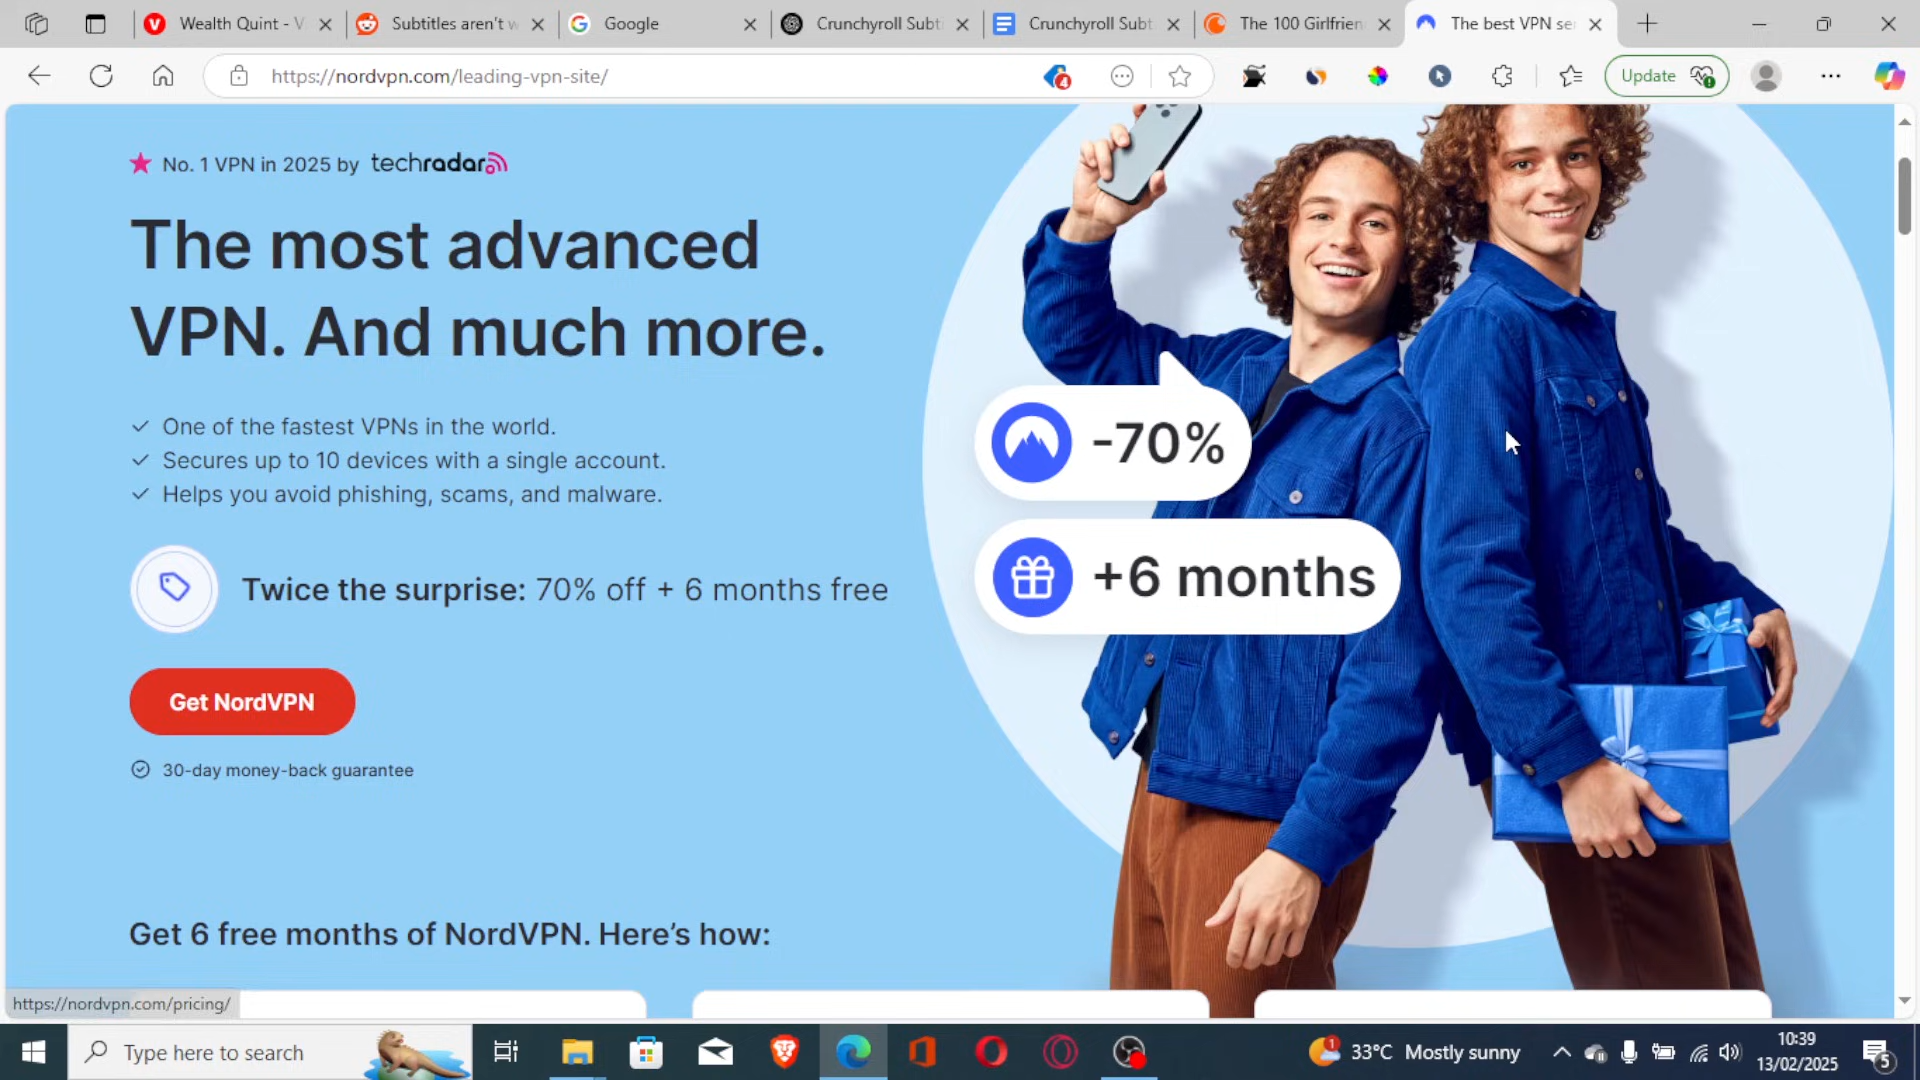 Wealth Quint - V
Subtitles aren't w
Google
Crunchyroll Subt
Crunchyroll Subt
The 100 Girlfrien
The best VPN se
https://nordvpn.com/leading-vpn-site/
4
Update
No. 1 VPN in 2025 by techradar
The most advanced
VPN. And much more.
One of the fastest VPNs in the world.
Secures up to 10 devices with a single account.
Helps you avoid phishing, scams, and malware.
-70%
+6 months
Twice the surprise: 70% off + 6 months free
Get NordVPN
30-day money-back guarantee
Get 6 free months of NordVPN. Here's how:
https://nordvpn.com/pricing/
Type here to search
1
33°C Mostly sunny
10:39
13/02/2025
5